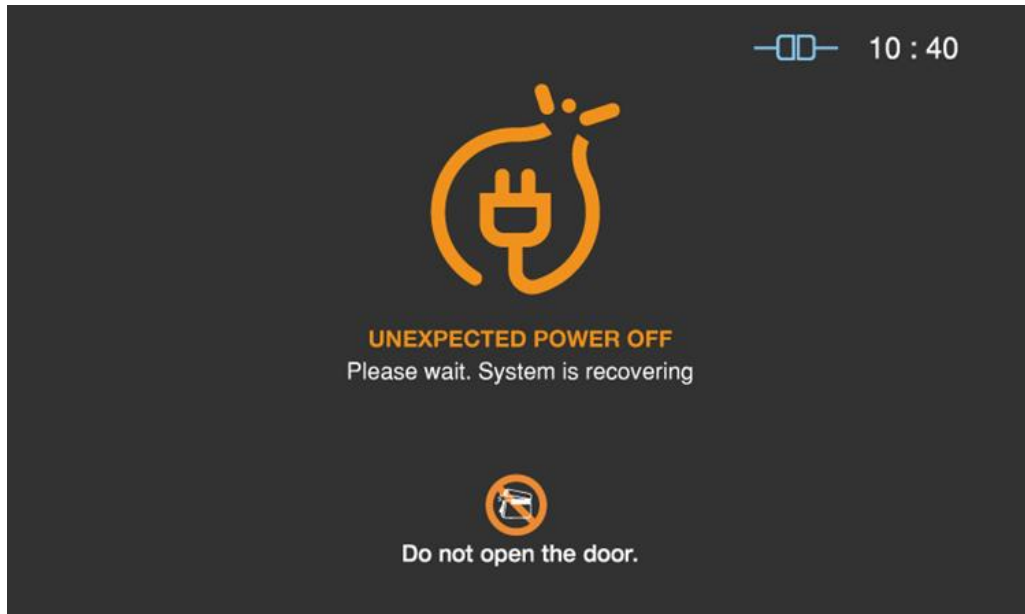 10 : 40
UNEXPECTED POWER OFF
Please wait. System is recovering
Do not open the door.